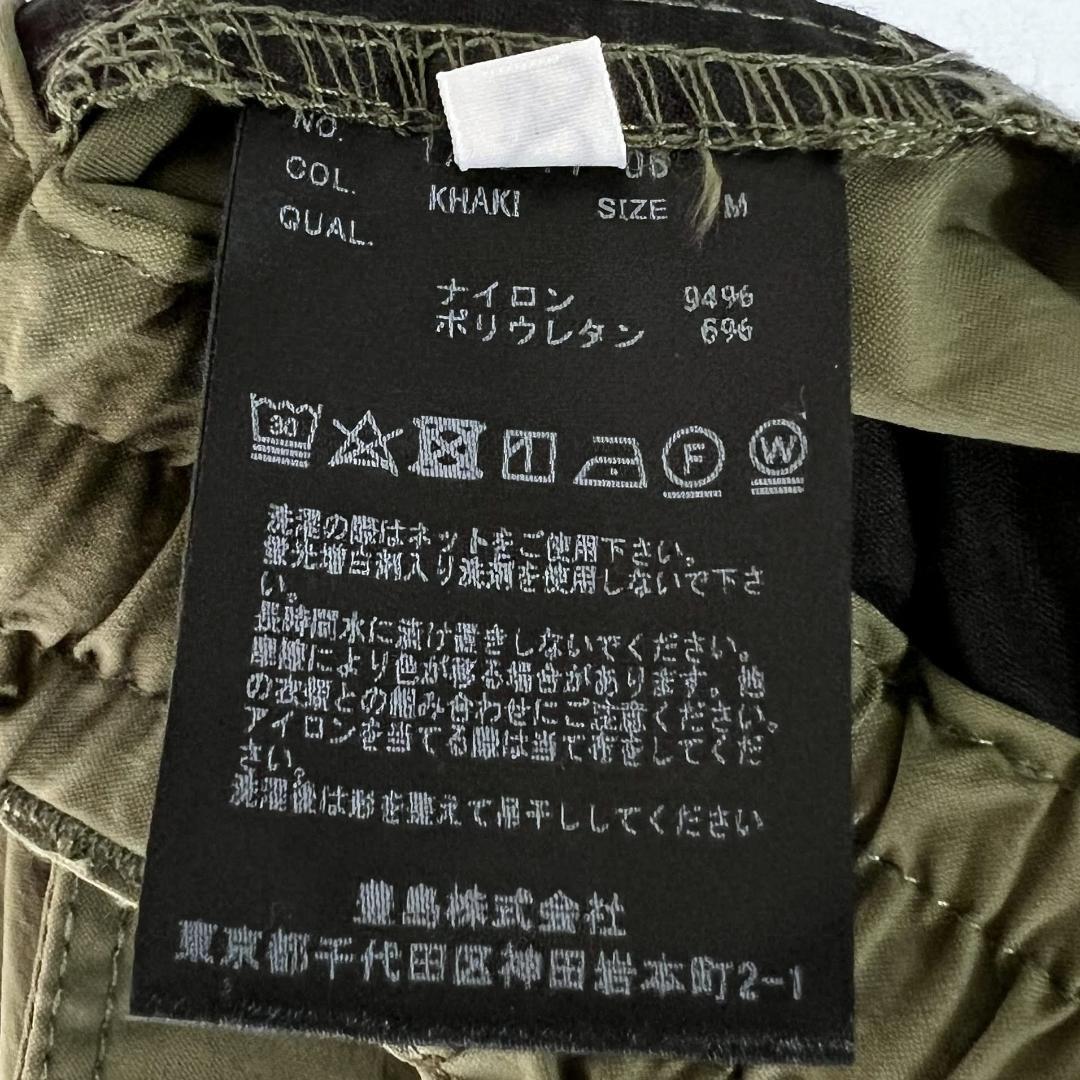 NO.
COL. KHAKI SIZE M
QUAL.
ナイロン 94%
ポリウレタン 6%
30 F W
洗濯の際はネットをご使用下さい。
蛍光増白剤入り洗剤を使用しないで下さ
い。
長時間水に漬け置きしないでください。
摩擦により色が移る場合があります。他
の衣類との組み合わせにご注意ください。
アイロンを当てる際は当て布をしてくだ
さい。
洗濯後は形を整えて吊干ししてください
豊島株式会社
東京都千代田区神田岩本町2-1